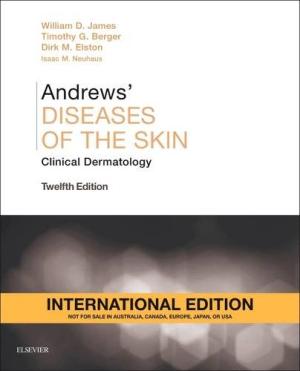 William D. James
Timothy G. Berger
Dirk M. Elston
Isaac M. Neuhaus
Andrews'
DISEASES
OF THE SKIN
Clinical Dermatology
Twelfth Edition
INTERNATIONAL EDITION
NOT FOR SALE IN AUSTRALIA, CANADA, EUROPE, JAPAN, OR USA
ELSEVIER